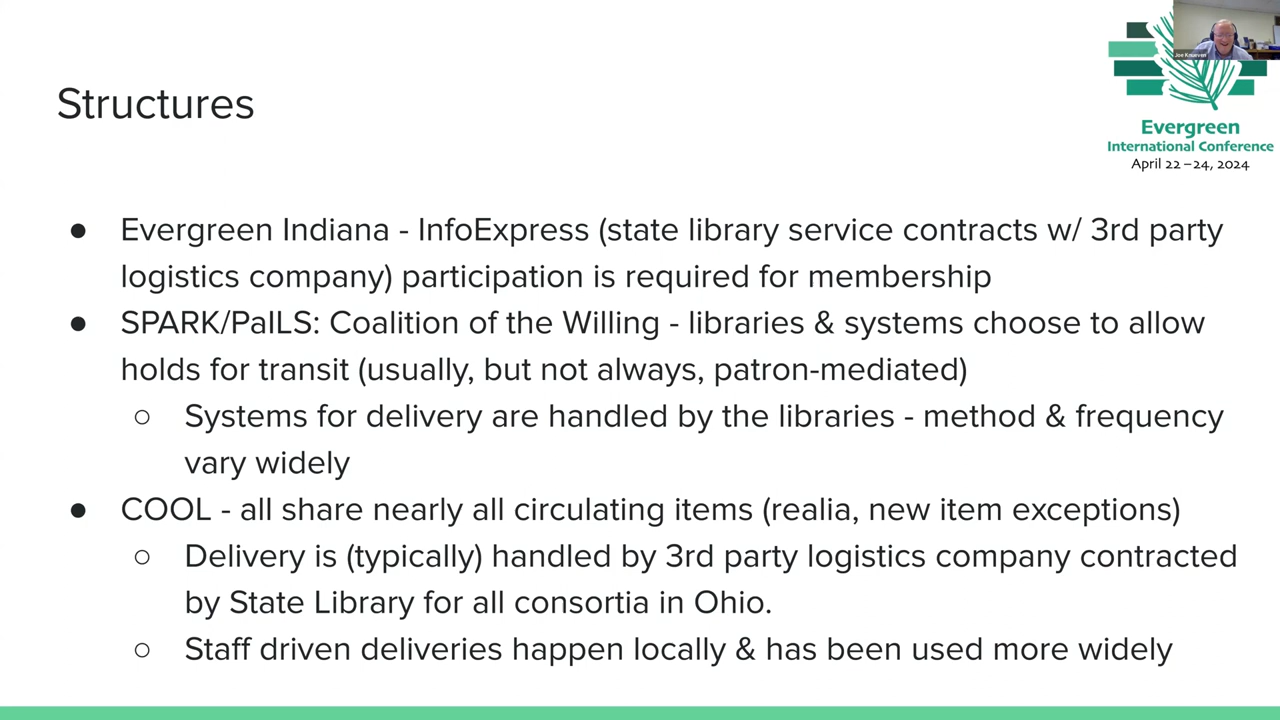 Joe Knueven
Evergreen
International Conference
April 22 – 24, 2024
Structures
● Evergreen Indiana - InfoExpress (state library service contracts w/ 3rd party
logistics company) participation is required for membership
● SPARK/PaILS: Coalition of the Willing - libraries & systems choose to allow
holds for transit (usually, but not always, patron-mediated)
○ Systems for delivery are handled by the libraries - method & frequency
vary widely
● COOL - all share nearly all circulating items (realia, new item exceptions)
○ Delivery is (typically) handled by 3rd party logistics company contracted
by State Library for all consortia in Ohio.
○ Staff driven deliveries happen locally & has been used more widely